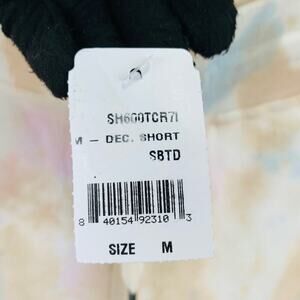 SH600TCR7I
M – DEC. SHORT
SBTD
8 40154 92310 3
SIZE M